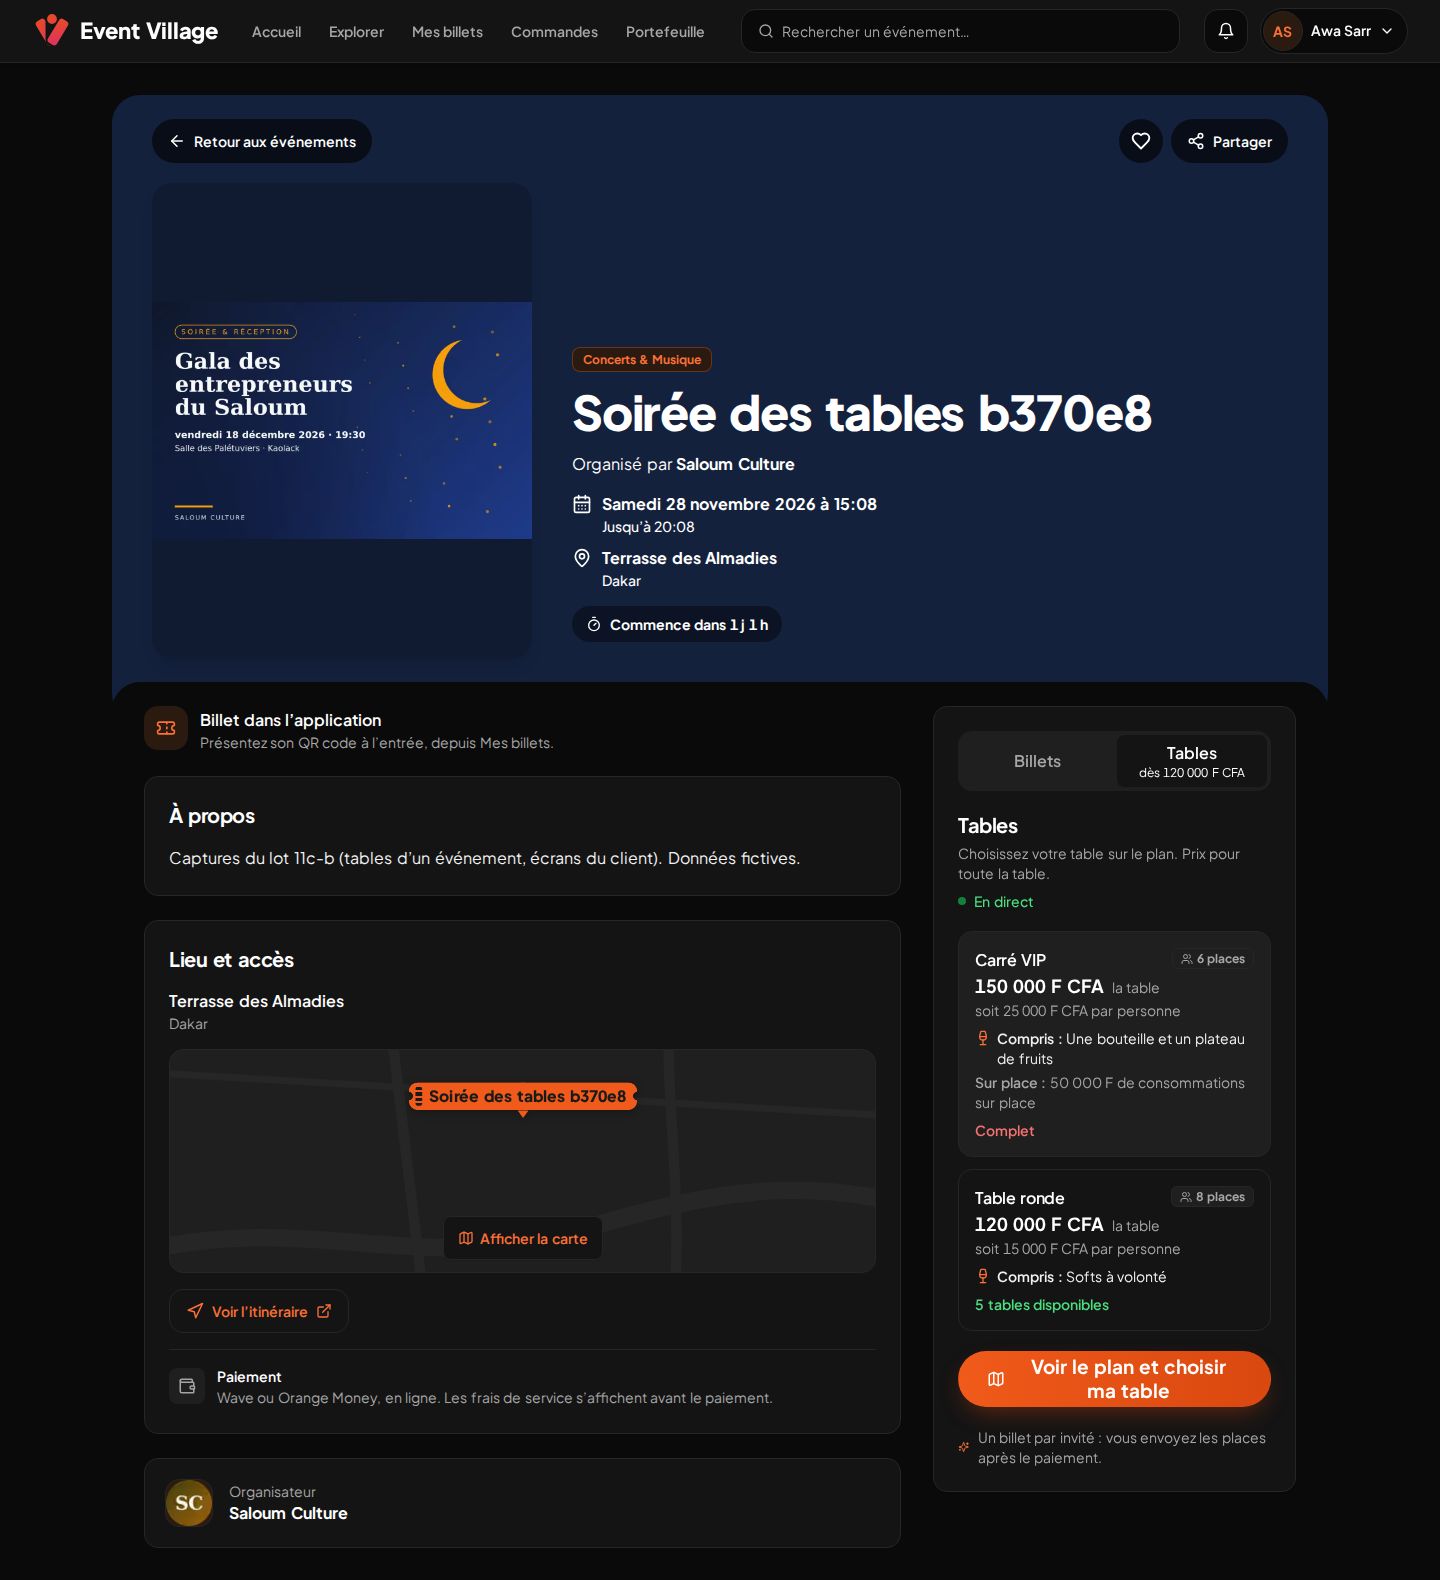 Event Village
Accueil
Explorer
Mes billets
Commandes
Portefeuille
Rechercher un événement…
AS
Awa Sarr
Retour aux événements
Partager
SOIRÉE & RÉCEPTION
Gala des
entrepreneurs
du Saloum
vendredi 18 décembre 2026 · 19:30
Salle des Palétuviers · Kaolack
SALOUM CULTURE
Concerts & Musique
Soirée des tables b370e8
Organisé par Saloum Culture
Samedi 28 novembre 2026 à 15:08
Jusqu’à 20:08
Terrasse des Almadies
Dakar
Commence dans 1 j 1 h
Billet dans l’application
Présentez son QR code à l’entrée, depuis Mes billets.
À propos
Captures du lot 11c-b (tables d’un événement, écrans du client). Données fictives.
Lieu et accès
Terrasse des Almadies
Dakar
Soirée des tables b370e8
Afficher la carte
Voir l’itinéraire
Paiement
Wave ou Orange Money, en ligne. Les frais de service s’affichent avant le paiement.
SC
Organisateur
Saloum Culture
Billets
Tables
dès 120 000 F CFA
Tables
Choisissez votre table sur le plan. Prix pour
toute la table.
En direct
Carré VIP
6 places
150 000 F CFA la table
soit 25 000 F CFA par personne
Compris : Une bouteille et un plateau
de fruits
Sur place : 50 000 F de consommations
sur place
Complet
Table ronde
8 places
120 000 F CFA la table
soit 15 000 F CFA par personne
Compris : Softs à volonté
5 tables disponibles
Voir le plan et choisir
ma table
Un billet par invité : vous envoyez les places
après le paiement.